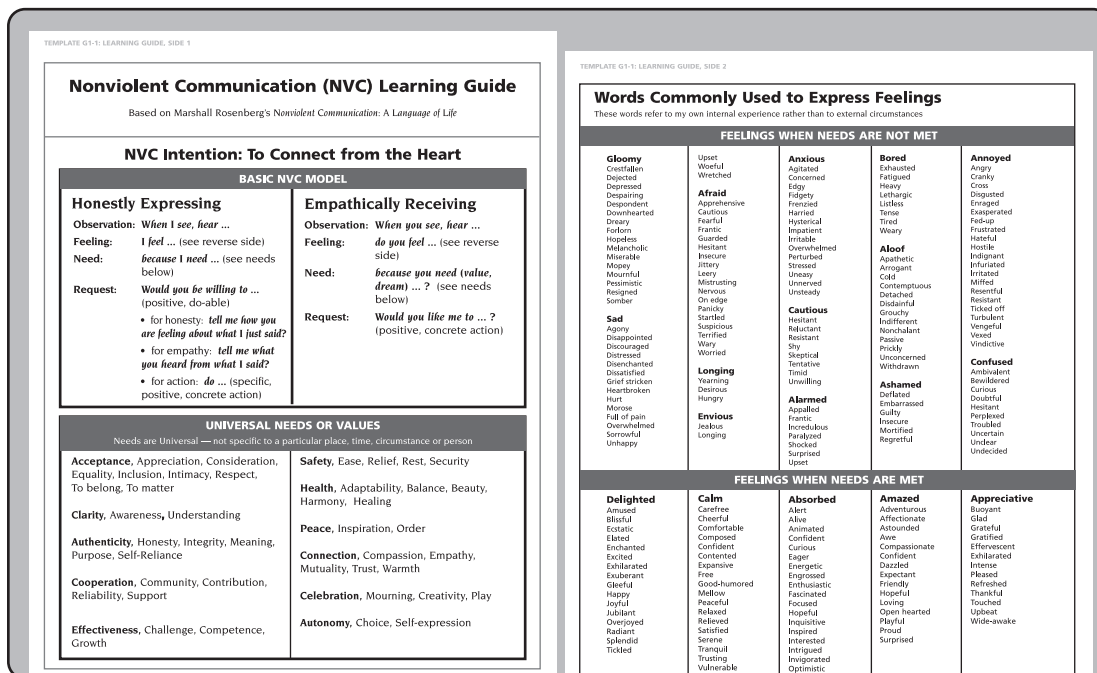 TEMPLATE G1-1: LEARNING GUIDE, SIDE 1
Nonviolent Communication (NVC) Learning Guide
Based on Marshall Rosenberg's Nonviolent Communication: A Language of Life
NVC Intention: To Connect from the Heart
BASIC NVC MODEL
Honestly Expressing
Observation: When I see, hear ...
Feeling: I feel ... (see reverse side)
Need: because I need ... (see needs
below)
Request: Would you be willing to ...
(positive, do-able)
• for honesty: tell me how you
are feeling about what I just said?
• for empathy: tell me what
you heard from what I said?
• for action: do ... (specific,
positive, concrete action)
Empathically Receiving
Observation: When you see, hear ...
Feeling: do you feel ... (see reverse
side)
Need: because you need (value,
dream) ... ? (see needs
below)
Request: Would you like me to ... ?
(positive, concrete action)
UNIVERSAL NEEDS OR VALUES
Needs are Universal — not specific to a particular place, time, circumstance or person
Acceptance, Appreciation, Consideration,
Equality, Inclusion, Intimacy, Respect,
To belong, To matter
Clarity, Awareness, Understanding
Authenticity, Honesty, Integrity, Meaning,
Purpose, Self-Reliance
Cooperation, Community, Contribution,
Reliability, Support
Effectiveness, Challenge, Competence,
Growth
Safety, Ease, Relief, Rest, Security
Health, Adaptability, Balance, Beauty,
Harmony, Healing
Peace, Inspiration, Order
Connection, Compassion, Empathy,
Mutuality, Trust, Warmth
Celebration, Mourning, Creativity, Play
Autonomy, Choice, Self-expression
TEMPLATE G1-1: LEARNING GUIDE, SIDE 2
Words Commonly Used to Express Feelings
These words refer to my own internal experience rather than to external circumstances
FEELINGS WHEN NEEDS ARE NOT MET
Gloomy
Crestfallen
Dejected
Depressed
Despairing
Despondent
Downhearted
Dreary
Forlorn
Hopeless
Melancholic
Miserable
Mopey
Mournful
Pessimistic
Resigned
Somber
Sad
Agony
Disappointed
Discouraged
Distressed
Disenchanted
Dissatisfied
Grief stricken
Heartbroken
Hurt
Morose
Full of pain
Overwhelmed
Sorrowful
Unhappy
Upset
Woeful
Wretched
Afraid
Apprehensive
Cautious
Fearful
Frantic
Guarded
Hesitant
Insecure
Jittery
Leery
Mistrusting
Nervous
On edge
Panicky
Startled
Suspicious
Terrified
Wary
Worried
Longing
Yearning
Desirous
Hungry
Envious
Jealous
Longing
Anxious
Agitated
Concerned
Edgy
Fidgety
Frenzied
Harried
Hysterical
Impatient
Irritable
Overwhelmed
Perturbed
Stressed
Uneasy
Unnerved
Unsteady
Cautious
Hesitant
Reluctant
Resistant
Shy
Skeptical
Tentative
Timid
Unwilling
Alarmed
Appalled
Frantic
Incredulous
Paralyzed
Shocked
Surprised
Upset
Bored
Exhausted
Fatigued
Heavy
Lethargic
Listless
Tense
Tired
Weary
Aloof
Apathetic
Arrogant
Cold
Contemptuous
Detached
Disdainful
Grouchy
Indifferent
Nonchalant
Passive
Prickly
Unconcerned
Withdrawn
Ashamed
Deflated
Embarrassed
Guilty
Insecure
Mortified
Regretful
Annoyed
Angry
Cranky
Cross
Disgusted
Enraged
Exasperated
Fed-up
Frustrated
Hateful
Hostile
Indignant
Infuriated
Irritated
Miffed
Resentful
Resistant
Ticked off
Turbulent
Vengeful
Vexed
Vindictive
Confused
Ambivalent
Bewildered
Curious
Doubtful
Hesitant
Perplexed
Troubled
Uncertain
Unclear
Undecided
FEELINGS WHEN NEEDS ARE MET
Delighted
Amused
Blissful
Ecstatic
Elated
Enchanted
Excited
Exhilarated
Exuberant
Gleeful
Happy
Joyful
Jubilant
Overjoyed
Radiant
Splendid
Tickled
Calm
Carefree
Cheerful
Comfortable
Composed
Confident
Contented
Expansive
Free
Good-humored
Mellow
Peaceful
Relaxed
Relieved
Satisfied
Serene
Tranquil
Trusting
Vulnerable
Absorbed
Alert
Alive
Animated
Confident
Curious
Eager
Energetic
Engrossed
Enthusiastic
Fascinated
Focused
Hopeful
Inquisitive
Inspired
Interested
Intrigued
Invigorated
Optimistic
Amazed
Adventurous
Affectionate
Astounded
Awe
Compassionate
Confident
Dazzled
Expectant
Friendly
Hopeful
Loving
Open hearted
Playful
Proud
Surprised
Appreciative
Buoyant
Glad
Grateful
Gratified
Effervescent
Exhilarated
Intense
Pleased
Refreshed
Thankful
Touched
Upbeat
Wide-awake